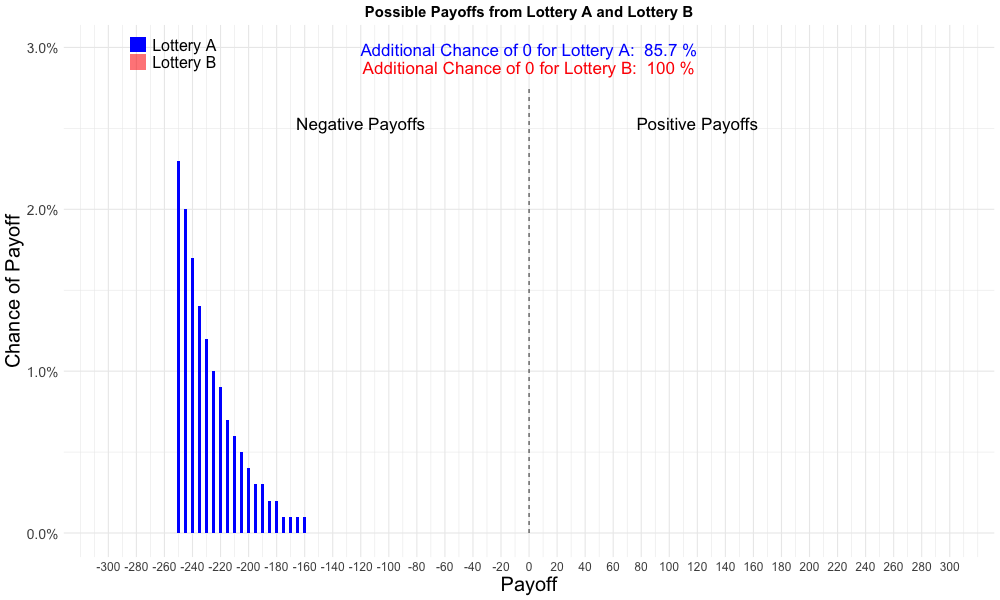 Possible Payoffs from Lottery A and Lottery B
Lottery A
Lottery B
Additional Chance of 0 for Lottery A:  85.7 %
Additional Chance of 0 for Lottery B:  100 %
Negative Payoffs
Positive Payoffs
3.0%
2.0%
1.0%
0.0%
Chance of Payoff
-300 -280 -260 -240 -220 -200 -180 -160 -140 -120 -100 -80 -60 -40 -20 0 20 40 60 80 100 120 140 160 180 200 220 240 260 280 300
Payoff